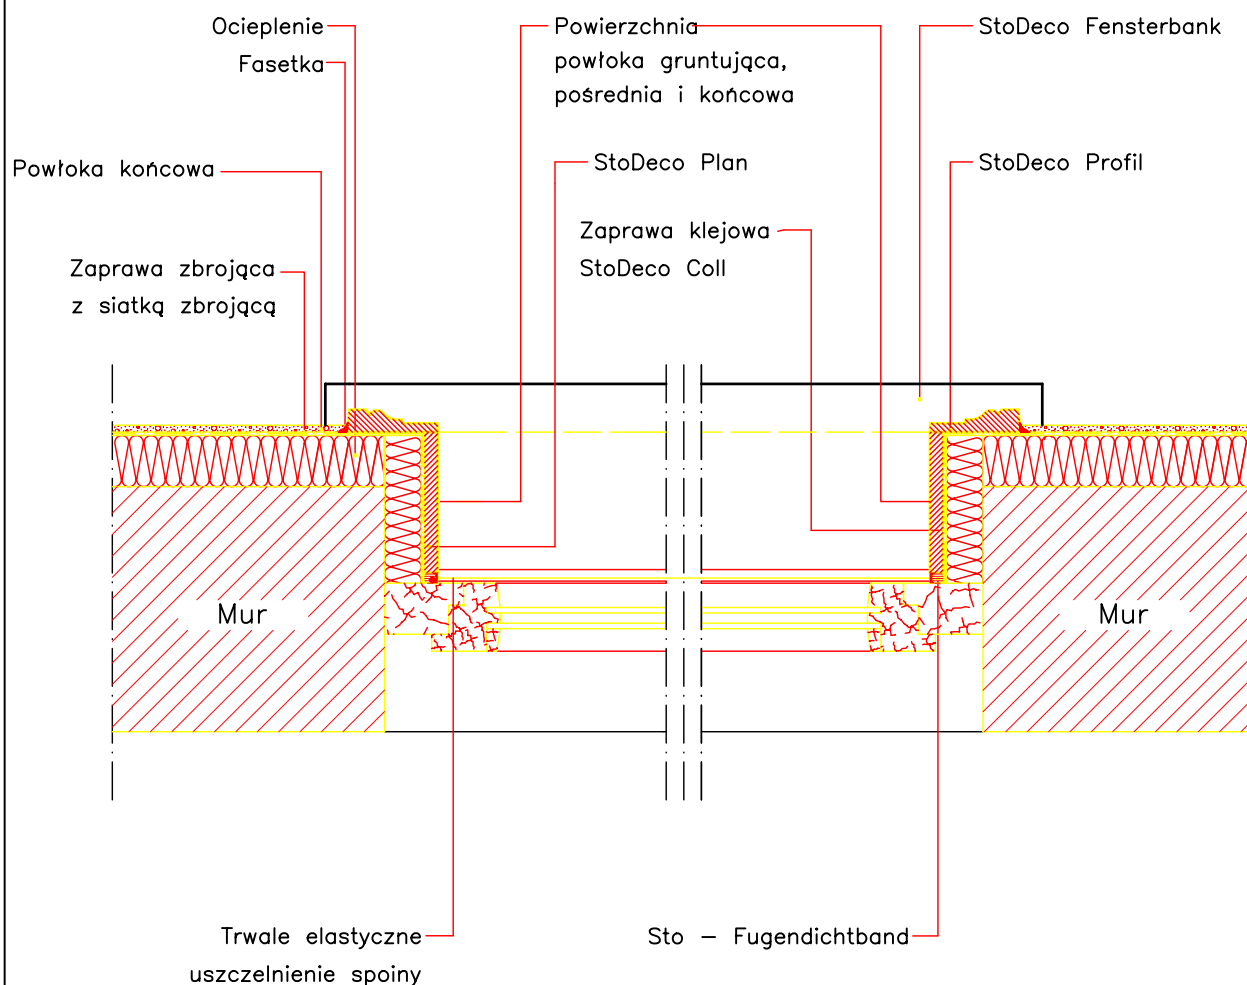 Ocieplenie
Fasetka
Powłoka końcowa
Zaprawa zbrojąca
z siatką zbrojącą
Powierzchnia
powłoka gruntująca,
pośrednia i końcowa
StoDeco Plan
Zaprawa klejowa
StoDeco Coll
StoDeco Fensterbank
StoDeco Profil
Mur
Mur
Trwale elastyczne
uszczelnienie spoiny
Sto – Fugendichtband